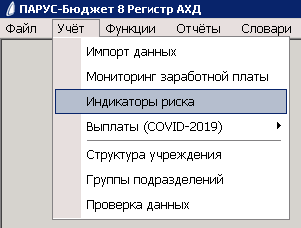 ПАРУС-Бюджет 8 Регистр АХД
Файл Учёт Функции Отчёты Словари
Импорт данных
Мониторинг заработной платы
Индикаторы риска
Выплаты (COVID-2019)
Структура учреждения
Группы подразделений
Проверка данных